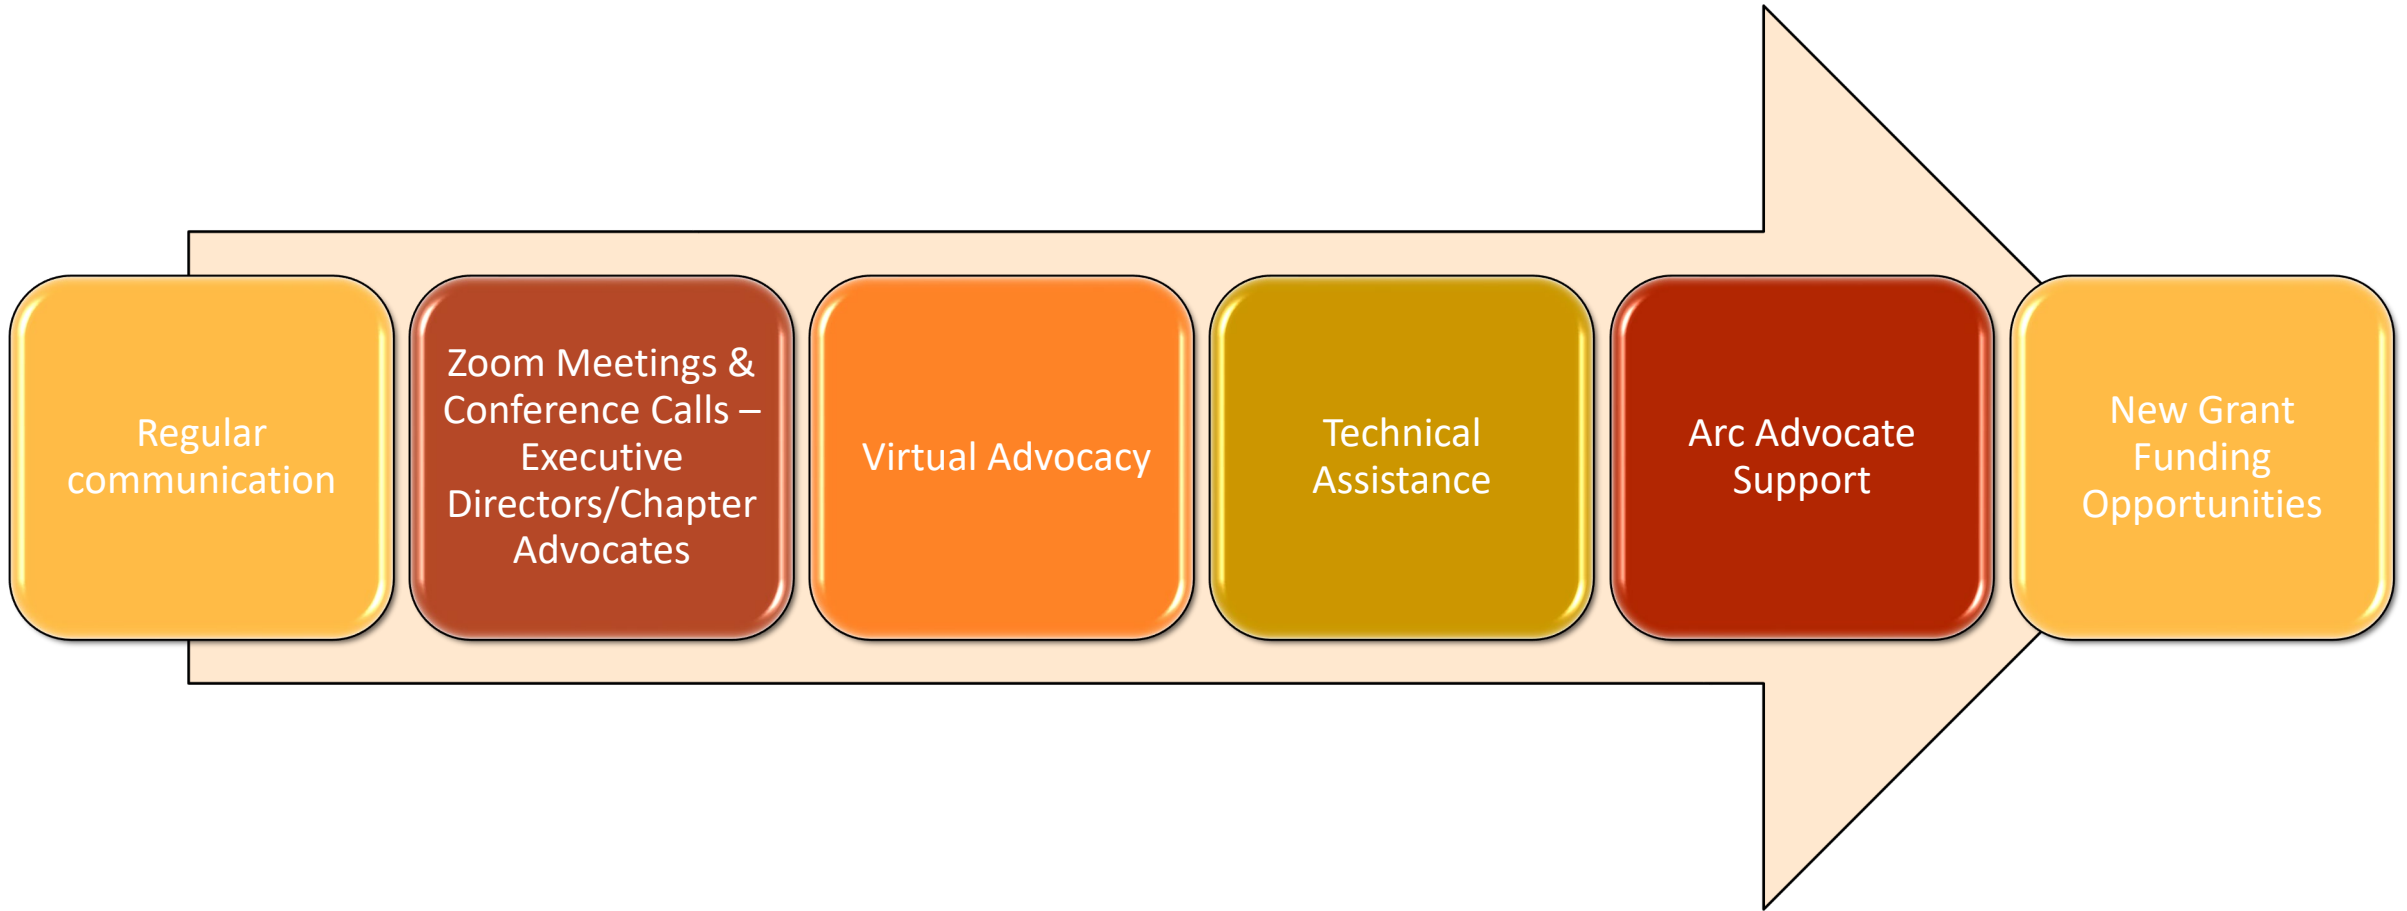 Regular
communication
Zoom Meetings &
Conference Calls –
Executive
Directors/Chapter
Advocates
Virtual Advocacy
Technical
Assistance
Arc Advocate
Support
New Grant
Funding
Opportunities